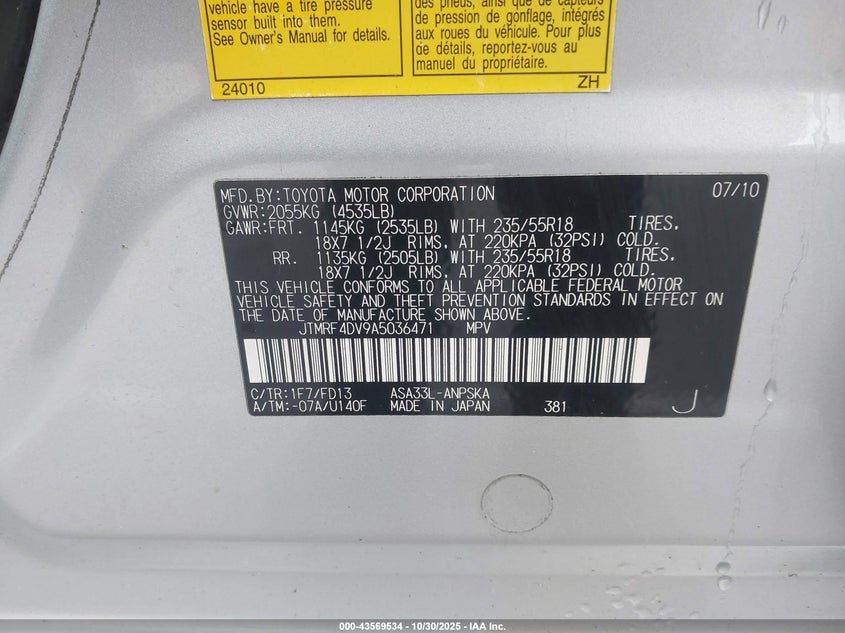 vehicle have a tire pressure
sensor built into them.
See Owner's Manual for details.
24010
des pneus, ainsi que de capteurs
de pression de gonflage, intégrés
aux roues du véhicule. Pour plus
de détails, reportez-vous au
manuel du propriétaire.
ZH
MFD.BY:TOYOTA MOTOR CORPORATION 07/10
GVWR:2055KG (4535LB)
GAWR:FRT. 1145KG (2535LB) WITH 235/55R18 TIRES.
18X7 1/2J RIMS. AT 220KPA (32PSI) COLD.
RR. 1135KG (2505LB) WITH 235/55R18 TIRES.
18X7 1/2J RIMS. AT 220KPA (32PSI) COLD.
THIS VEHICLE CONFORMS TO ALL APPLICABLE FEDERAL MOTOR
VEHICLE SAFETY AND THEFT PREVENTION STANDARDS IN EFFECT ON
THE DATE OF MANUFACTURE SHOWN ABOVE.
JTMRF4DV9A5036471 MPV
C/TR:1F7/FD13 ASA33L-ANPSKA
A/TM:-07A/U140F MADE IN JAPAN 381 J
000-43569534 - 10/30/2025 - IAA Inc.